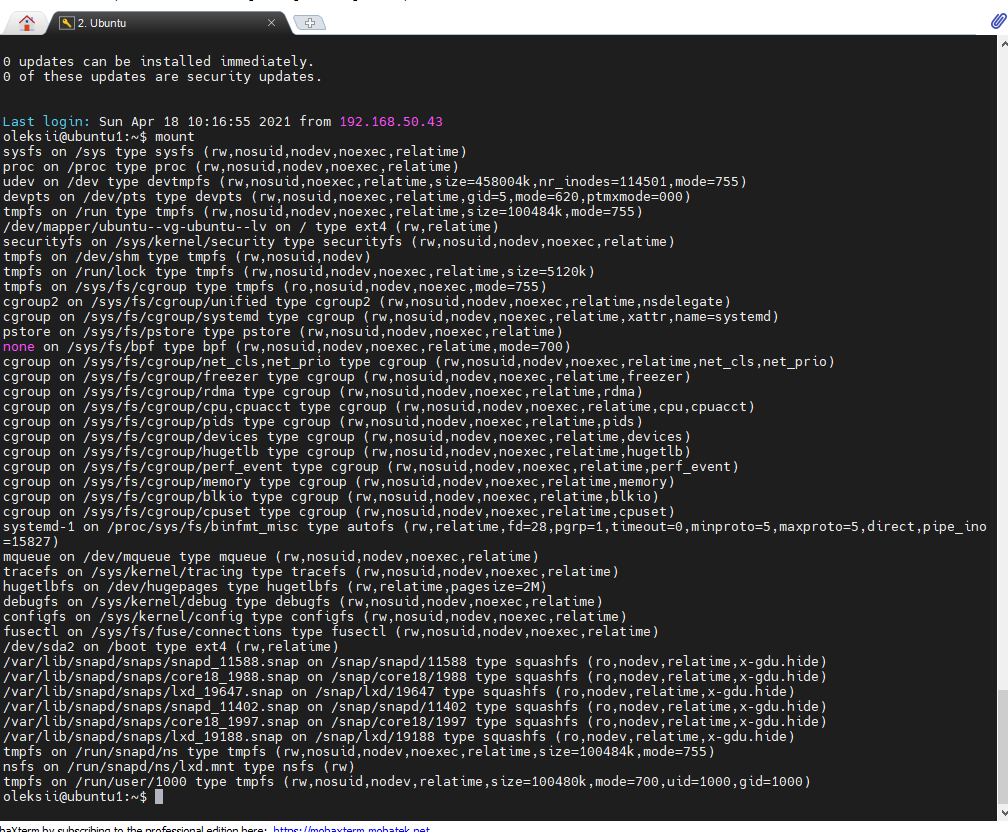 2. Ubuntu
0 updates can be installed immediately.
0 of these updates are security updates.
Last login: Sun Apr 18 10:16:55 2021 from 192.168.50.43
oleksii@ubuntu1:~$ mount
sysfs on /sys type sysfs (rw,nosuid,nodev,noexec,relatime)
proc on /proc type proc (rw,nosuid,nodev,noexec,relatime)
udev on /dev type devtmpfs (rw,nosuid,noexec,relatime,size=458004k,nr_inodes=114501,mode=755)
devpts on /dev/pts type devpts (rw,nosuid,noexec,relatime,gid=5,mode=620,ptmxmode=000)
tmpfs on /run type tmpfs (rw,nosuid,nodev,noexec,relatime,size=100484k,mode=755)
/dev/mapper/ubuntu--vg-ubuntu--lv on / type ext4 (rw,relatime)
securityfs on /sys/kernel/security type securityfs (rw,nosuid,nodev,noexec,relatime)
tmpfs on /dev/shm type tmpfs (rw,nosuid,nodev)
tmpfs on /run/lock type tmpfs (rw,nosuid,nodev,noexec,relatime,size=5120k)
tmpfs on /sys/fs/cgroup type tmpfs (ro,nosuid,nodev,noexec,mode=755)
cgroup2 on /sys/fs/cgroup/unified type cgroup2 (rw,nosuid,nodev,noexec,relatime,nsdelegate)
cgroup on /sys/fs/cgroup/systemd type cgroup (rw,nosuid,nodev,noexec,relatime,xattr,name=systemd)
pstore on /sys/fs/pstore type pstore (rw,nosuid,nodev,noexec,relatime)
none on /sys/fs/bpf type bpf (rw,nosuid,nodev,noexec,relatime,mode=700)
cgroup on /sys/fs/cgroup/net_cls,net_prio type cgroup (rw,nosuid,nodev,noexec,relatime,net_cls,net_prio)
cgroup on /sys/fs/cgroup/freezer type cgroup (rw,nosuid,nodev,noexec,relatime,freezer)
cgroup on /sys/fs/cgroup/rdma type cgroup (rw,nosuid,nodev,noexec,relatime,rdma)
cgroup on /sys/fs/cgroup/cpu,cpuacct type cgroup (rw,nosuid,nodev,noexec,relatime,cpu,cpuacct)
cgroup on /sys/fs/cgroup/pids type cgroup (rw,nosuid,nodev,noexec,relatime,pids)
cgroup on /sys/fs/cgroup/devices type cgroup (rw,nosuid,nodev,noexec,relatime,devices)
cgroup on /sys/fs/cgroup/hugetlb type cgroup (rw,nosuid,nodev,noexec,relatime,hugetlb)
cgroup on /sys/fs/cgroup/perf_event type cgroup (rw,nosuid,nodev,noexec,relatime,perf_event)
cgroup on /sys/fs/cgroup/memory type cgroup (rw,nosuid,nodev,noexec,relatime,memory)
cgroup on /sys/fs/cgroup/blkio type cgroup (rw,nosuid,nodev,noexec,relatime,blkio)
cgroup on /sys/fs/cgroup/cpuset type cgroup (rw,nosuid,nodev,noexec,relatime,cpuset)
systemd-1 on /proc/sys/fs/binfmt_misc type autofs (rw,relatime,fd=28,pgrp=1,timeout=0,minproto=5,maxproto=5,direct,pipe_ino
=15827)
mqueue on /dev/mqueue type mqueue (rw,nosuid,nodev,noexec,relatime)
tracefs on /sys/kernel/tracing type tracefs (rw,nosuid,nodev,noexec,relatime)
hugetlbfs on /dev/hugepages type hugetlbfs (rw,relatime,pagesize=2M)
debugfs on /sys/kernel/debug type debugfs (rw,nosuid,nodev,noexec,relatime)
configfs on /sys/kernel/config type configfs (rw,nosuid,nodev,noexec,relatime)
fusectl on /sys/fs/fuse/connections type fusectl (rw,nosuid,nodev,noexec,relatime)
/dev/sda2 on /boot type ext4 (rw,relatime)
/var/lib/snapd/snaps/snapd_11588.snap on /snap/snapd/11588 type squashfs (ro,nodev,relatime,x-gdu.hide)
/var/lib/snapd/snaps/core18_1988.snap on /snap/core18/1988 type squashfs (ro,nodev,relatime,x-gdu.hide)
/var/lib/snapd/snaps/lxd_19647.snap on /snap/lxd/19647 type squashfs (ro,nodev,relatime,x-gdu.hide)
/var/lib/snapd/snaps/snapd_11402.snap on /snap/snapd/11402 type squashfs (ro,nodev,relatime,x-gdu.hide)
/var/lib/snapd/snaps/core18_1997.snap on /snap/core18/1997 type squashfs (ro,nodev,relatime,x-gdu.hide)
/var/lib/snapd/snaps/lxd_19188.snap on /snap/lxd/19188 type squashfs (ro,nodev,relatime,x-gdu.hide)
tmpfs on /run/snapd/ns type tmpfs (rw,nosuid,nodev,noexec,relatime,size=100484k,mode=755)
nsfs on /run/snapd/ns/lxd.mnt type nsfs (rw)
tmpfs on /run/user/1000 type tmpfs (rw,nosuid,nodev,relatime,size=100480k,mode=700,uid=1000,gid=1000)
oleksii@ubuntu1:~$
baXterm by subscribing to the professional edition here: https://mobaxterm.mobatek.net